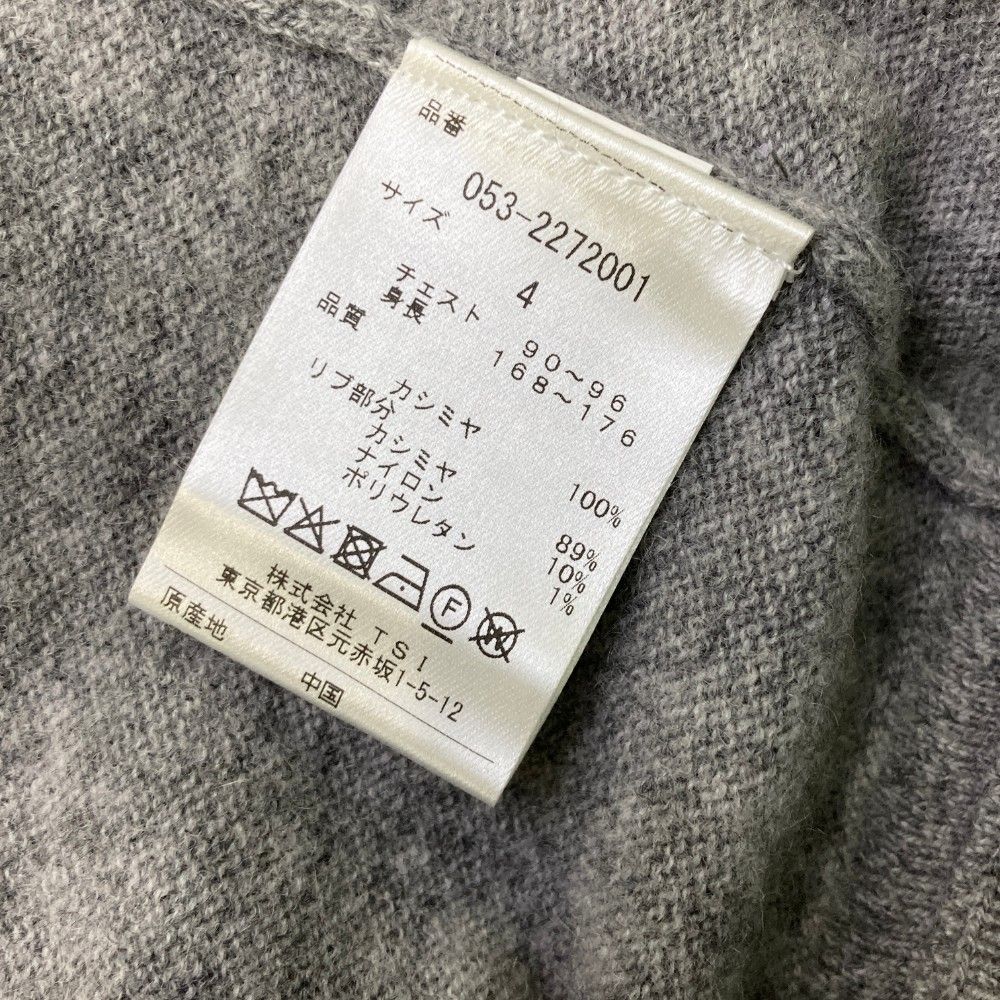 品番
053-2272001
サイズ
4
チェスト 90～96
身長 168～176
品質
カシミヤ 100%
リブ部分
カシミヤ 89%
ナイロン 10%
ポリウレタン 1%
F
W
株式会社 TSI
東京都港区元赤坂1-5-12
原産地
中国